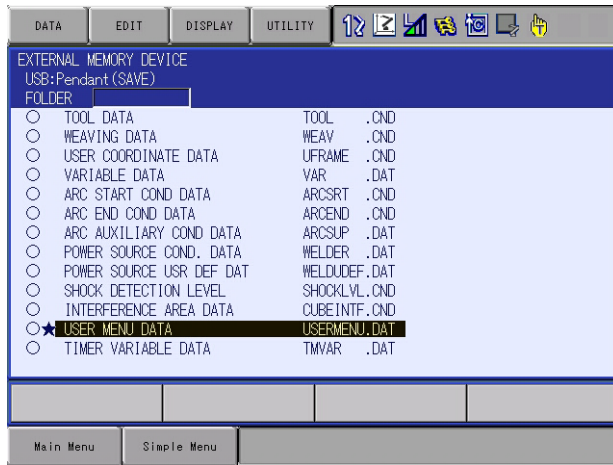 DATA EDIT DISPLAY UTILITY 12
EXTERNAL MEMORY DEVICE
USB:Pendant(SAVE)
FOLDER
TOOL DATA TOOL .CND
WEAVING DATA WEAV .CND
USER COORDINATE DATA UFRAME .CND
VARIABLE DATA VAR .DAT
ARC START COND DATA ARCSRT .CND
ARC END COND DATA ARCEND .CND
ARC AUXILIARY COND DATA ARCSUP .DAT
POWER SOURCE COND. DATA WELDER .DAT
POWER SOURCE USR DEF DAT WELDUDEF.DAT
SHOCK DETECTION LEVEL SHOCKLVL.CND
INTERFERENCE AREA DATA CUBEINTF.CND
★ USER MENU DATA USERMENU.DAT
TIMER VARIABLE DATA TMVAR .DAT
Main Menu Simple Menu